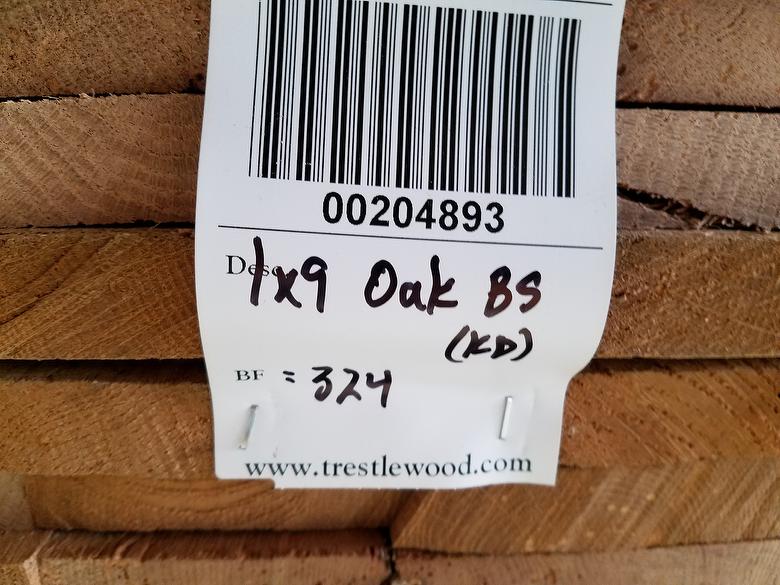 00204893
Desc 1x9 Oak BS
(KD)
BF = 324
www.trestlewood.com